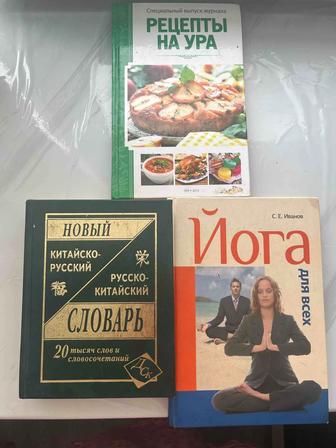 Специальный выпуск журнала
РЕЦЕПТЫ
НА УРА
НОВЫЙ
КИТАЙСКО-
РУССКИЙ
РУССКО-
КИТАЙСКИЙ
СЛОВАРЬ
20 тысяч слов и
словосочетаний
ДСК
С. Е. Иванов
Йога
для всех